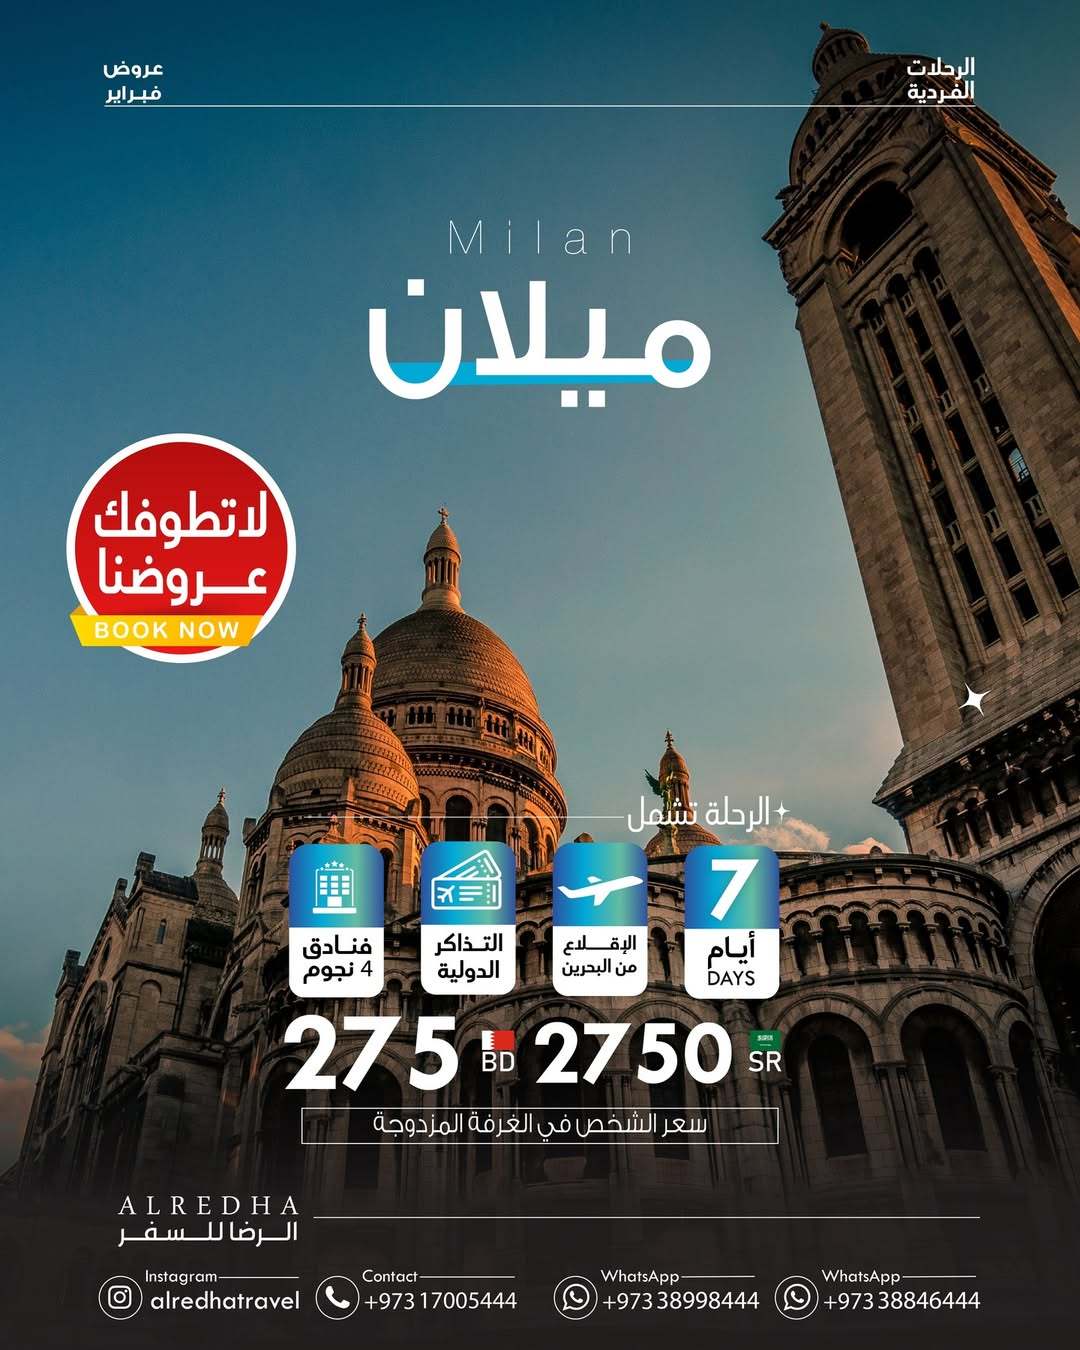 الرحلات
الفردية
عروض
فبراير
Milan
ميلان
لاتطوفك
عروضنا
BOOK NOW
الرحلة تشمل
7
أيام
DAYS
الإقلاع
من البحرين
التذاكر
الدولية
فنادق
4 نجوم
275 BD 2750 SR
سعر الشخص في الغرفة المزدوجة
ALREDHA
الرضا للسفر
Instagram
alredhatravel
Contact
+973 17005444
WhatsApp
+973 38998444
WhatsApp
+973 38846444